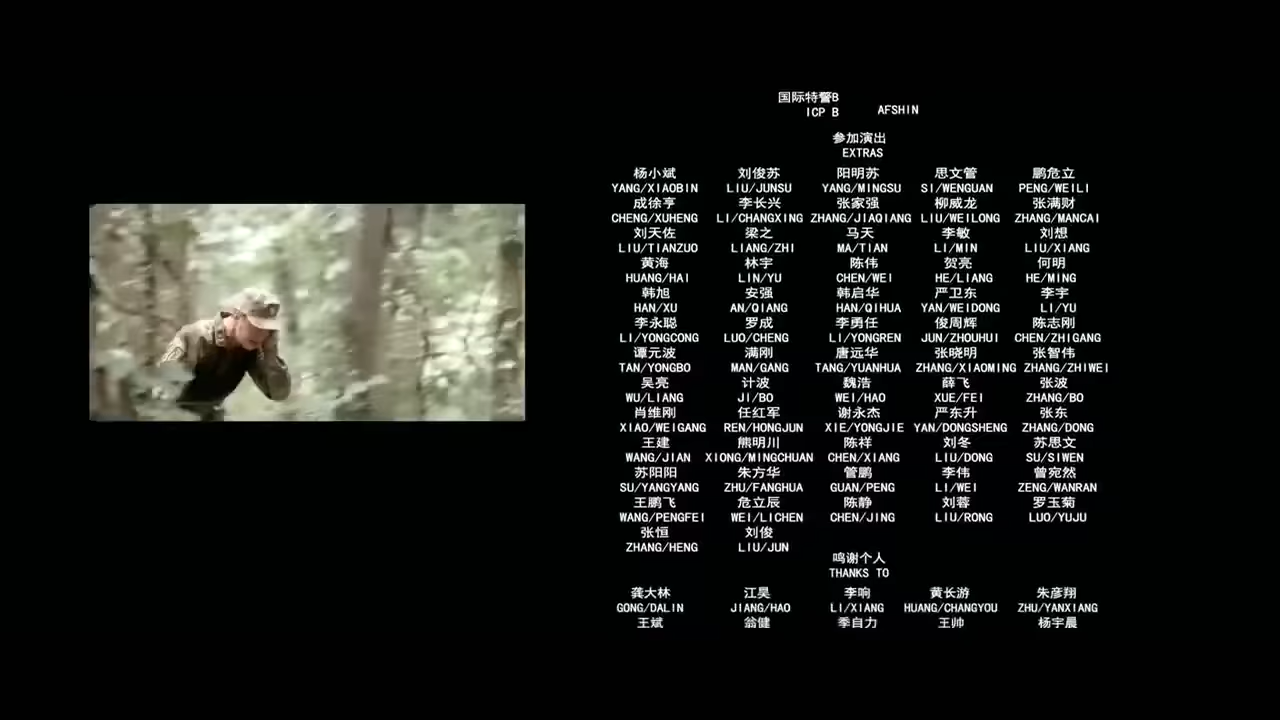 国际特警B
ICP B AFSHIN
参加演出
EXTRAS
杨小斌 刘俊苏 阳明苏 思文管 鹏危立
YANG/XIAOBIN LIU/JUNSU YANG/MINGSU SI/WENGUAN PENG/WEILI
成徐亨 李长兴 张家强 柳威龙 张满财
CHENG/XUHENG LI/CHANGXING ZHANG/JIAQIANG LIU/WEILONG ZHANG/MANCAI
刘天佐 梁之 马天 李敏 刘想
LIU/TIANZUO LIANG/ZHI MA/TIAN LI/MIN LIU/XIANG
黄海 林宇 陈伟 贺亮 何明
HUANG/HAI LIN/YU CHEN/WEI HE/LIANG HE/MING
韩旭 安强 韩启华 严卫东 李宇
HAN/XU AN/QIANG HAN/QIHUA YAN/WEIDONG LI/YU
李永聪 罗成 李勇任 俊周辉 陈志刚
LI/YONGCONG LUO/CHENG LI/YONGREN JUN/ZHOUHUI CHEN/ZHIGANG
谭元波 满刚 唐远华 张晓明 张智伟
TAN/YONGBO MAN/GANG TANG/YUANHUA ZHANG/XIAOMING ZHANG/ZHIWEI
吴亮 计波 魏浩 薛飞 张波
WU/LIANG JI/BO WEI/HAO XUE/FEI ZHANG/BO
肖维刚 任红军 谢永杰 严东升 张东
XIAO/WEIGANG REN/HONGJUN XIE/YONGJIE YAN/DONGSHENG ZHANG/DONG
王建 熊明川 陈祥 刘冬 苏思文
WANG/JIAN XIONG/MINGCHUAN CHEN/XIANG LIU/DONG SU/SIWEN
苏阳阳 朱方华 管鹏 李伟 曾宛然
SU/YANGYANG ZHU/FANGHUA GUAN/PENG LI/WEI ZENG/WANRAN
王鹏飞 危立辰 陈静 刘蓉 罗玉菊
WANG/PENGFEI WEI/LICHEN CHEN/JING LIU/RONG LUO/YUJU
张恒 刘俊
ZHANG/HENG LIU/JUN
鸣谢个人
THANKS TO
龚大林 江昊 李响 黄长游 朱彦翔
GONG/DALIN JIANG/HAO LI/XIANG HUANG/CHANGYOU ZHU/YANXIANG
王斌 翁健 季自力 王帅 杨宇晨